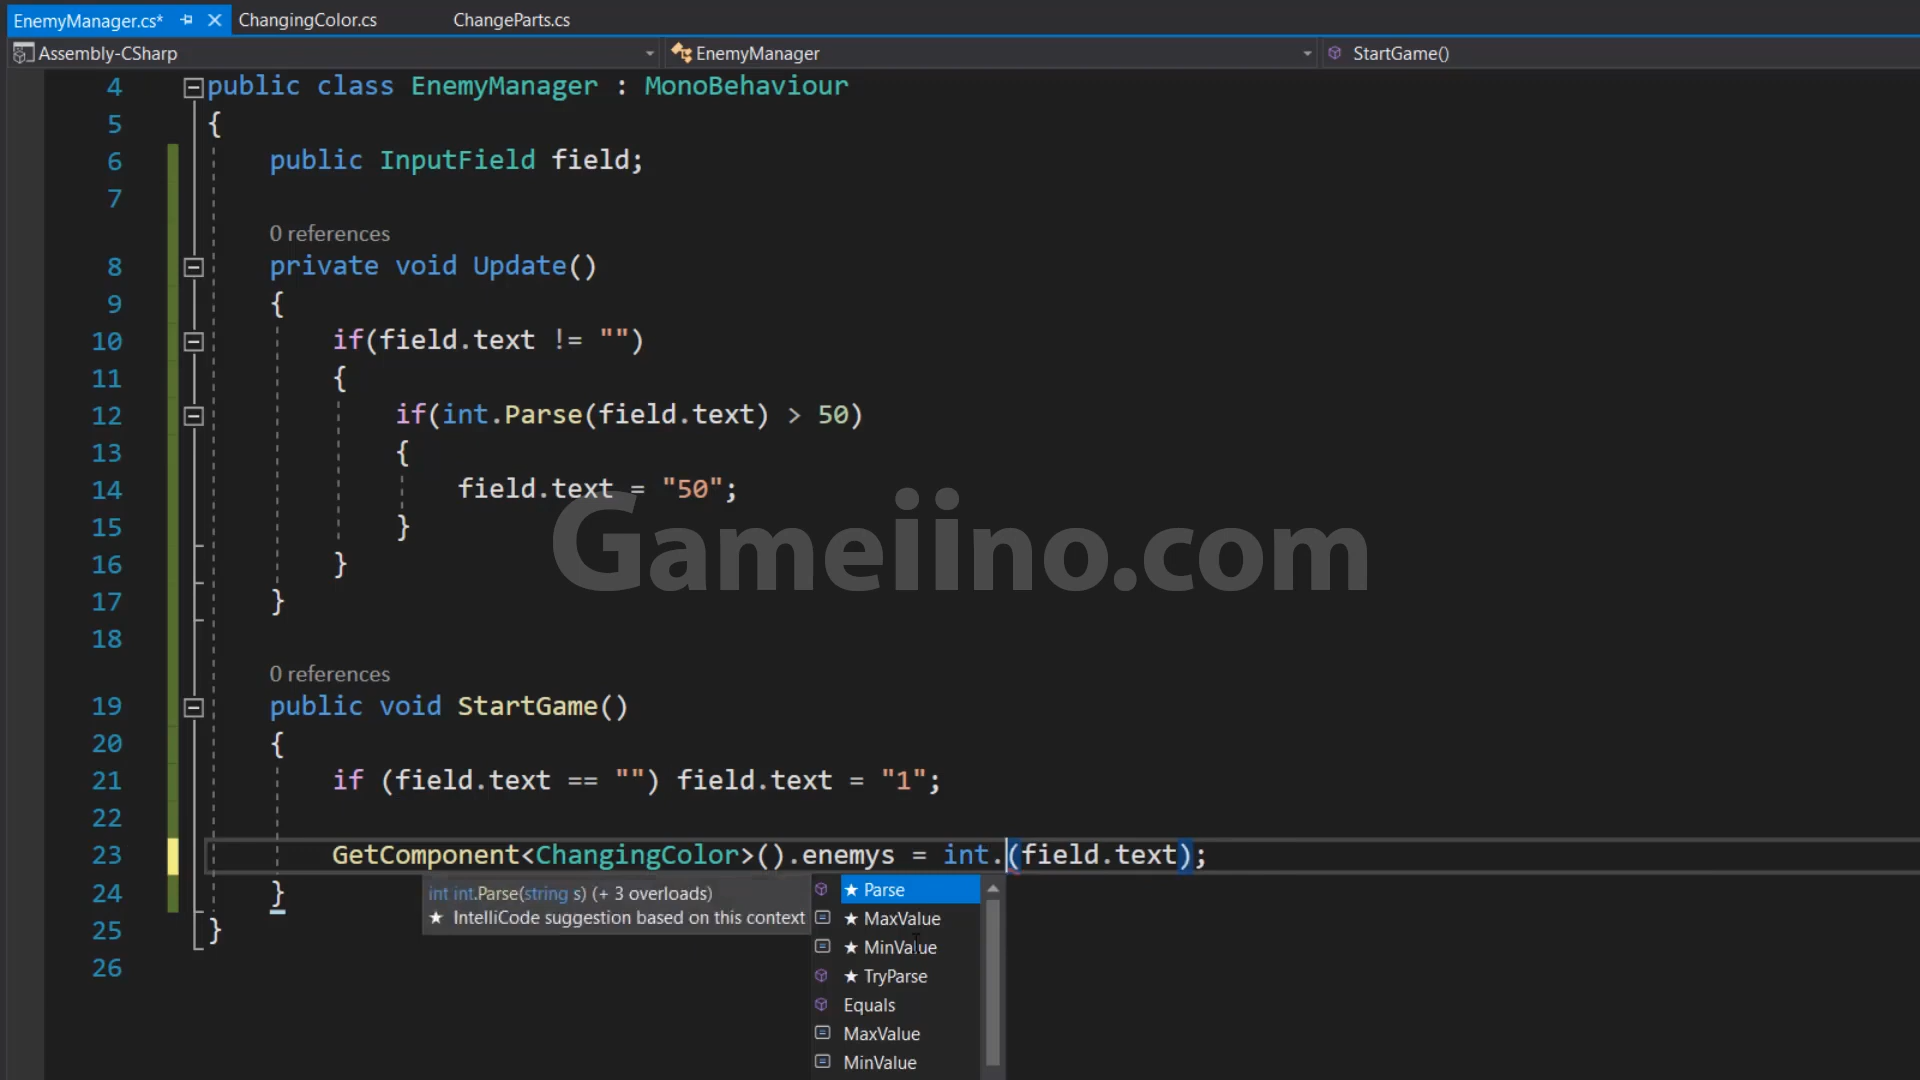 EnemyManager.cs* ChangingColor.cs ChangeParts.cs
Assembly-CSharp EnemyManager StartGame()
4 public class EnemyManager : MonoBehaviour
5 {
6 public InputField field;
7
0 references
8 private void Update()
9 {
10 if(field.text != "")
11 {
12 if(int.Parse(field.text) > 50)
13 {
14 field.text = "50";
15 }
16 }
17 }
18
0 references
19 public void StartGame()
20 {
21 if (field.text == "") field.text = "1";
22
23 GetComponent<ChangingColor>().enemys = int.(field.text);
24 }
25 }
26
int int.Parse(string s) (+ 3 overloads)
★ IntelliCode suggestion based on this context
★ Parse
★ MaxValue
★ MinValue
★ TryParse
Equals
MaxValue
MinValue
Gameiino.com